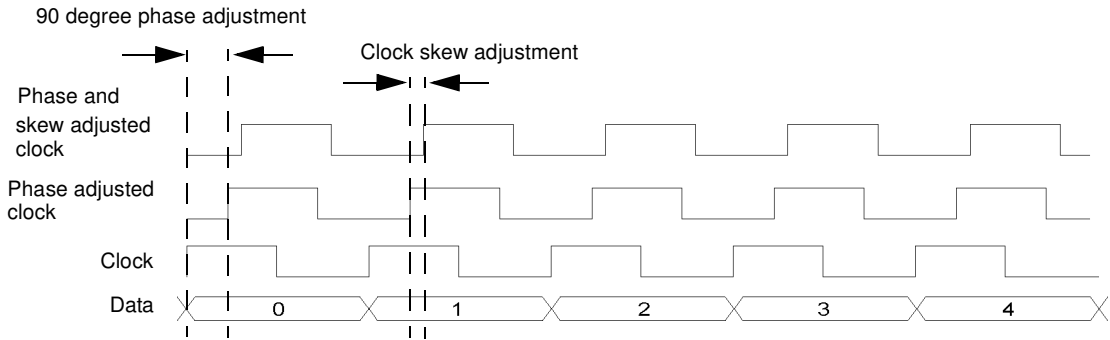 90 degree phase adjustment
Clock skew adjustment
Phase and
skew adjusted
clock
Phase adjusted
clock
Clock
Data
0 1 2 3 4